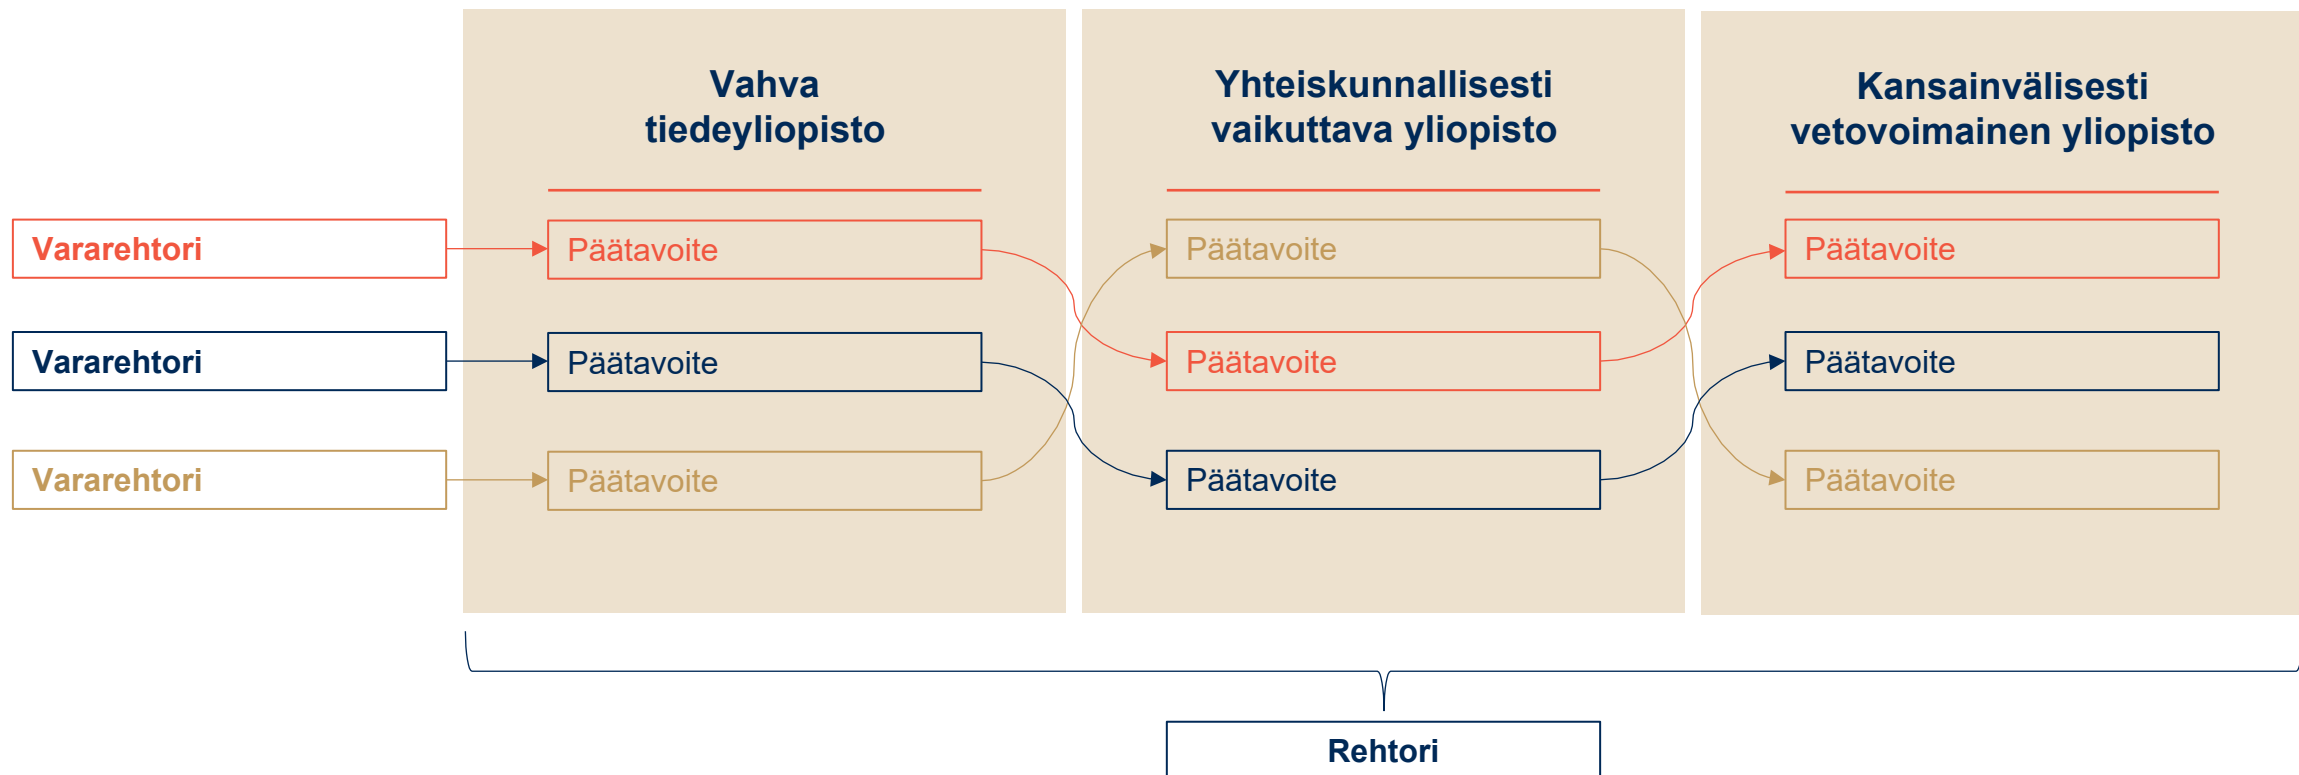 Vahva
tiedeyliopisto
Yhteiskunnallisesti
vaikuttava yliopisto
Kansainvälisesti
vetovoimainen yliopisto
Vararehtori
Päätavoite
Päätavoite
Päätavoite
Vararehtori
Päätavoite
Päätavoite
Päätavoite
Vararehtori
Päätavoite
Päätavoite
Päätavoite
Rehtori